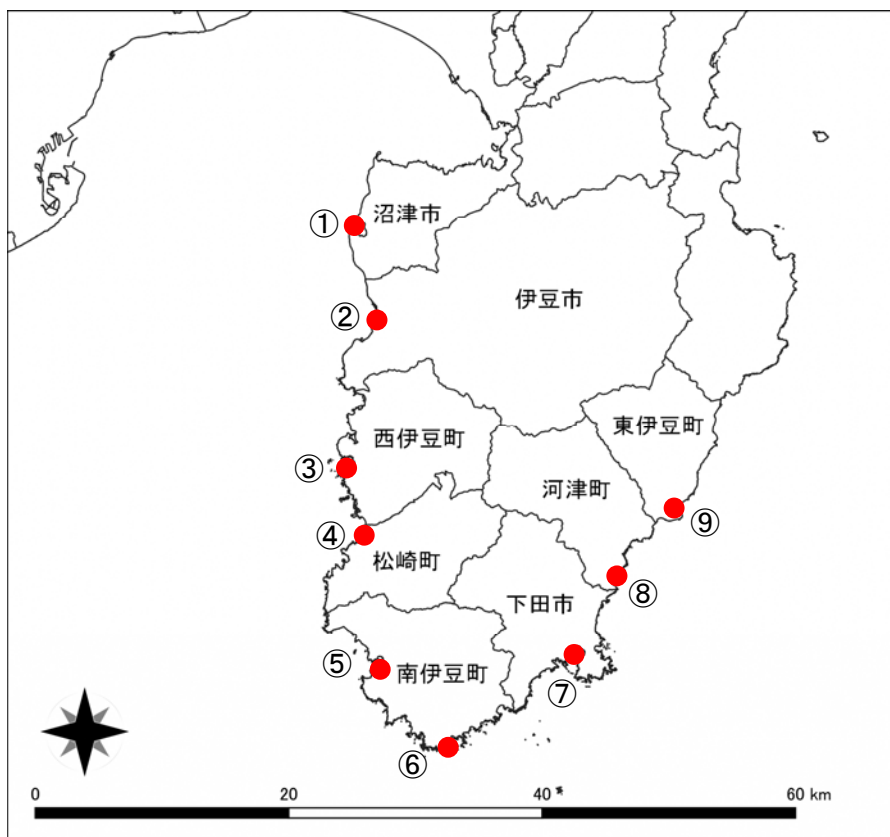 ① 沼津市
② 伊豆市
西伊豆町 東伊豆町
③ 河津町
④ 松崎町 ⑨
下田市 ⑧
⑤ 南伊豆町 ⑦
⑥
0 20 40 60 km